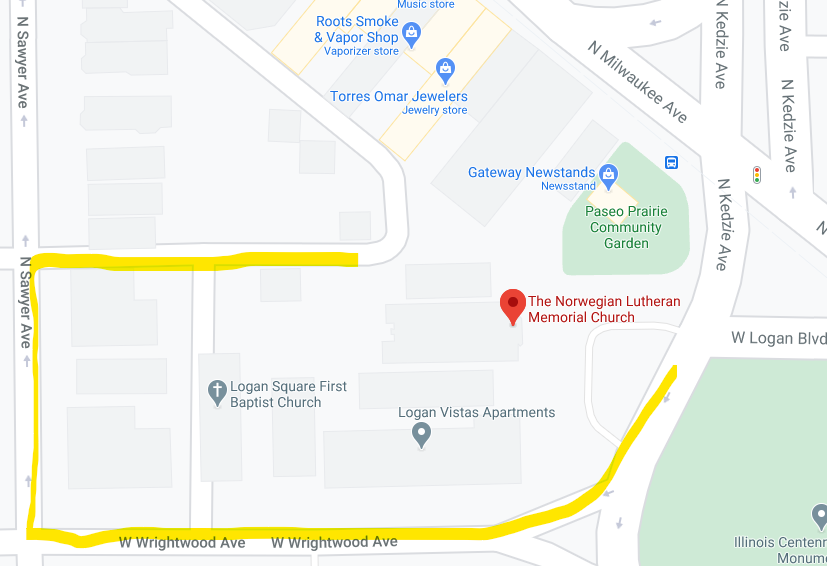 Music store
Roots Smoke
& Vapor Shop
Vaporizer store
Torres Omar Jewelers
Jewelry store
N Sawyer Ave
N Milwaukee Ave
N Kedzie Ave
N Kedzie Ave
N Kedzie Ave
Gateway Newstands
Newsstand
Paseo Prairie
Community
Garden
N Kedzie Ave
N
N Sawyer Ave
The Norwegian Lutheran
Memorial Church
W Logan Blvd
Logan Square First
Baptist Church
Logan Vistas Apartments
W Wrightwood Ave
W Wrightwood Ave
Illinois Centenn
Monume